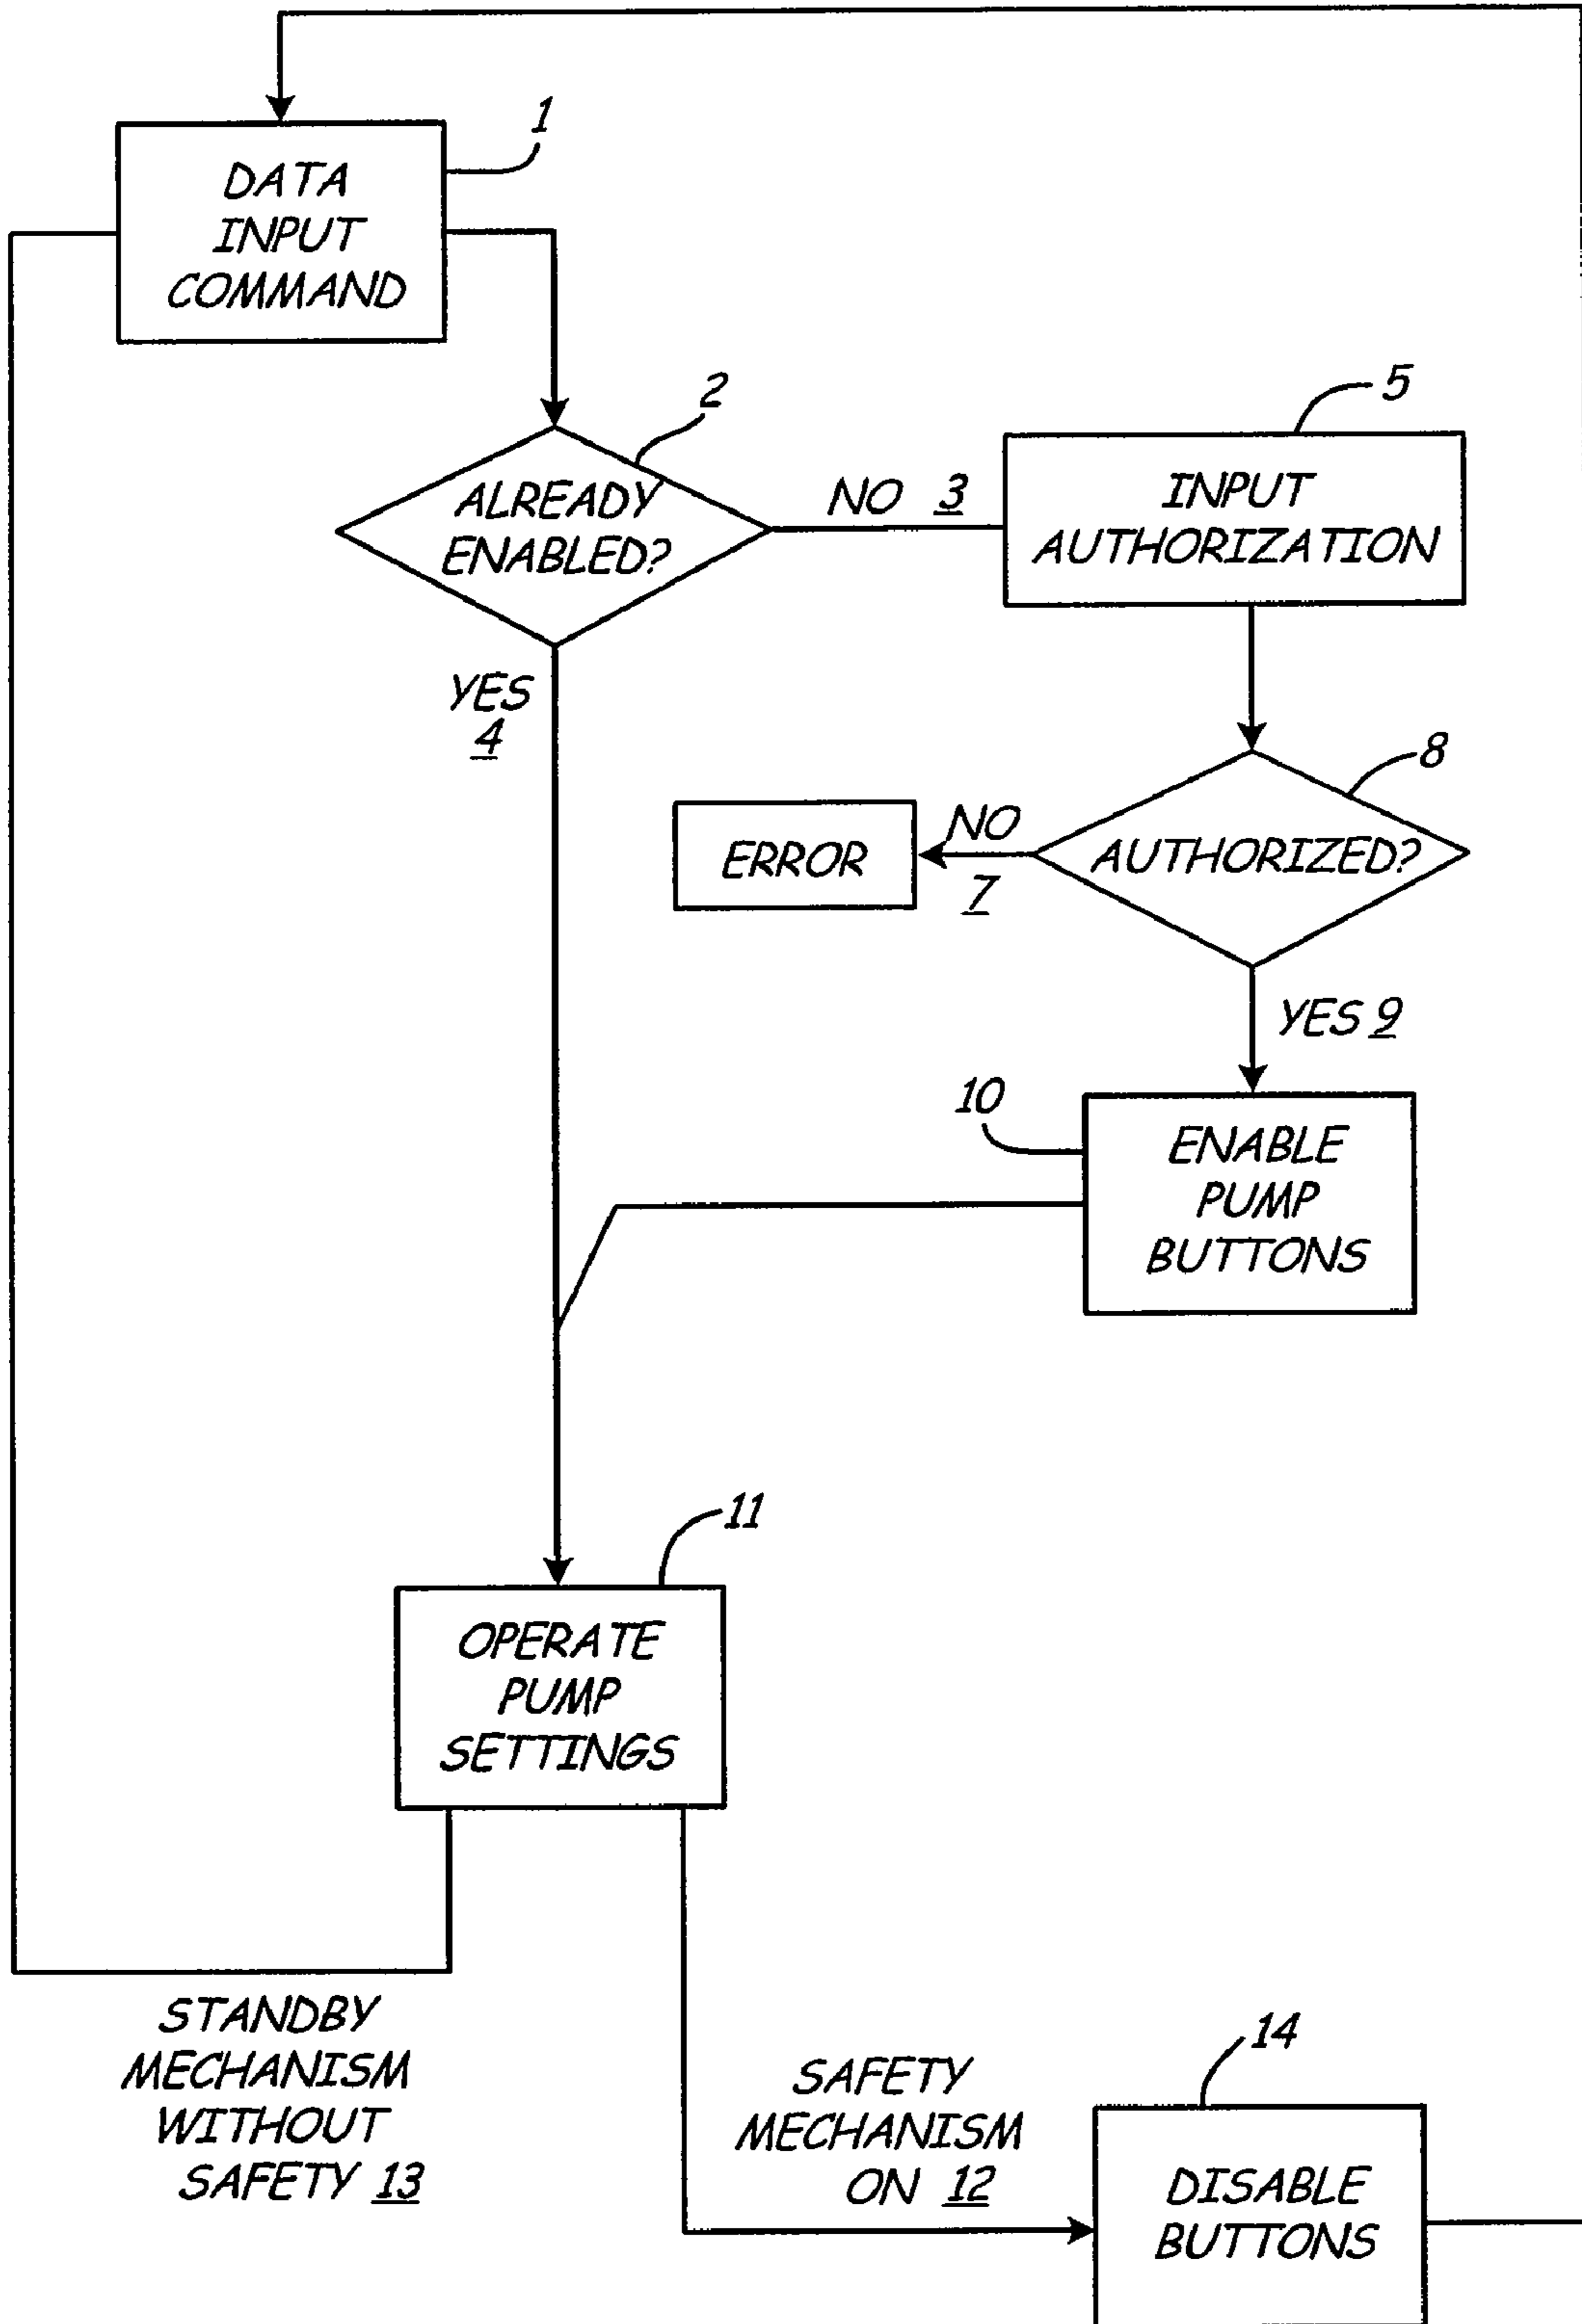 1
DATA
INPUT
COMMAND
2
ALREADY
ENABLED?
NO 3
5
INPUT
AUTHORIZATION
YES
4
8
AUTHORIZED?
NO
7
ERROR
YES 9
10
ENABLE
PUMP
BUTTONS
11
OPERATE
PUMP
SETTINGS
STANDBY
MECHANISM
WITHOUT
SAFETY 13
SAFETY
MECHANISM
ON 12
14
DISABLE
BUTTONS